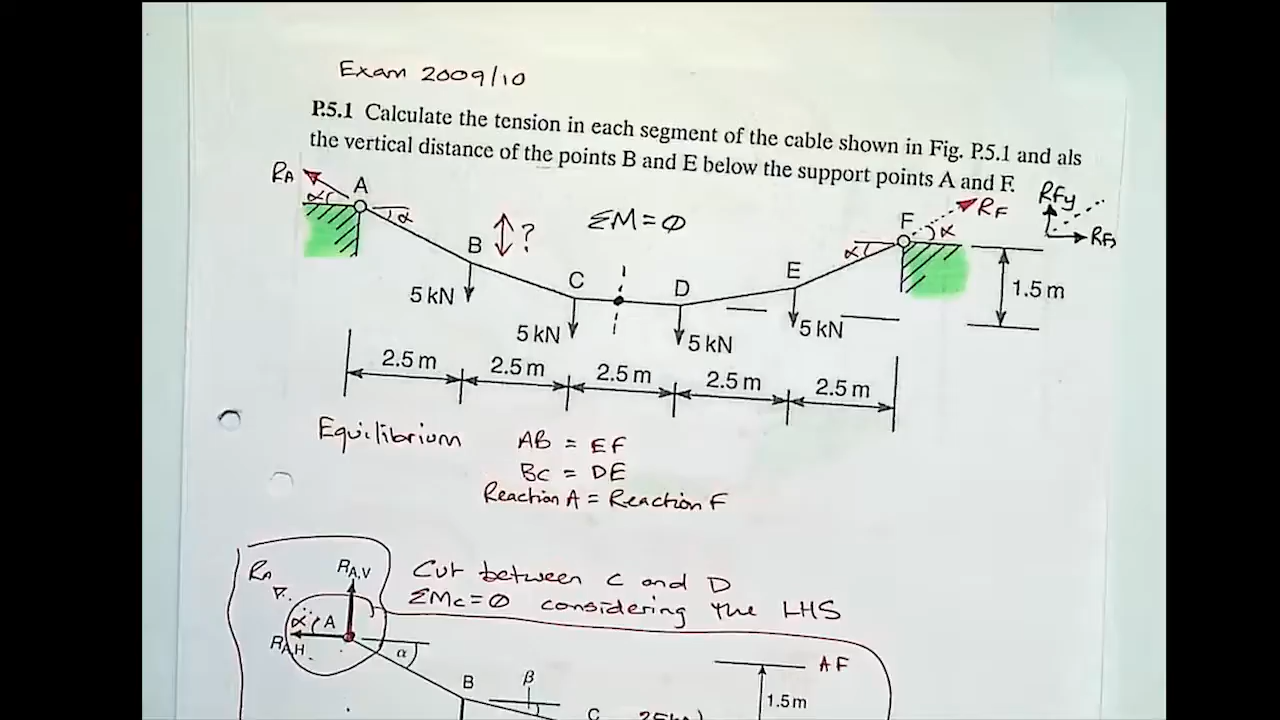 Exam 2009/10
P.5.1 Calculate the tension in each segment of the cable shown in Fig. P.5.1 and als
the vertical distance of the points B and E below the support points A and F.
RA α A α
B ? ΣM=0
F α RF α
RFy
C D E
5 kN
5 kN
5 kN
5 kN
1.5 m
2.5 m 2.5 m 2.5 m 2.5 m 2.5 m
Equilibrium AB = EF
BC = DE
Reaction A = Reaction F
Cut between C and D
ΣMc=0 considering the LHS
RA RA,V
α A
RA,H
α
AF
B β
1.5 m
C